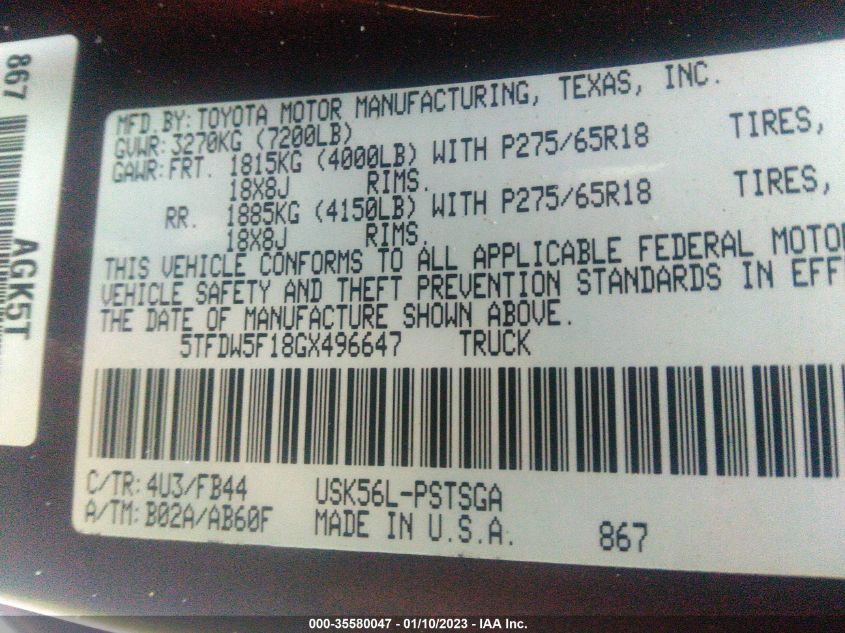 867
AGK5T
MFD. BY: TOYOTA MOTOR MANUFACTURING, TEXAS, INC.
GVWR: 3270KG (7200LB)
GAWR: FRT. 1815KG (4000LB) WITH P275/65R18 TIRES,
18X8J RIMS.
RR. 1885KG (4150LB) WITH P275/65R18 TIRES,
18X8J RIMS.
THIS VEHICLE CONFORMS TO ALL APPLICABLE FEDERAL MOTO
VEHICLE SAFETY AND THEFT PREVENTION STANDARDS IN EFF
THE DATE OF MANUFACTURE SHOWN ABOVE.
5TFDW5F18GX496647 TRUCK
C/TR: 4U3/FB44 USK56L-PSTSGA
A/TM: B02A/AB60F MADE IN U.S.A. 867
000-35580047 - 01/10/2023 - IAA Inc.